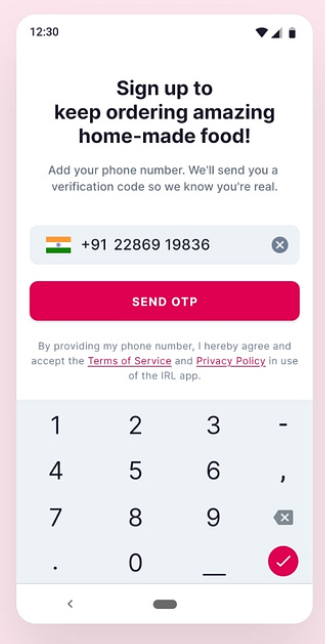 12:30
Sign up to
keep ordering amazing
home-made food!
Add your phone number. We'll send you a
verification code so we know you're real.
+91 22869 19836
SEND OTP
By providing my phone number, I hereby agree and
accept the Terms of Service and Privacy Policy in use
of the IRL app.
1 2 3 -
4 5 6 ,
7 8 9
. 0 _